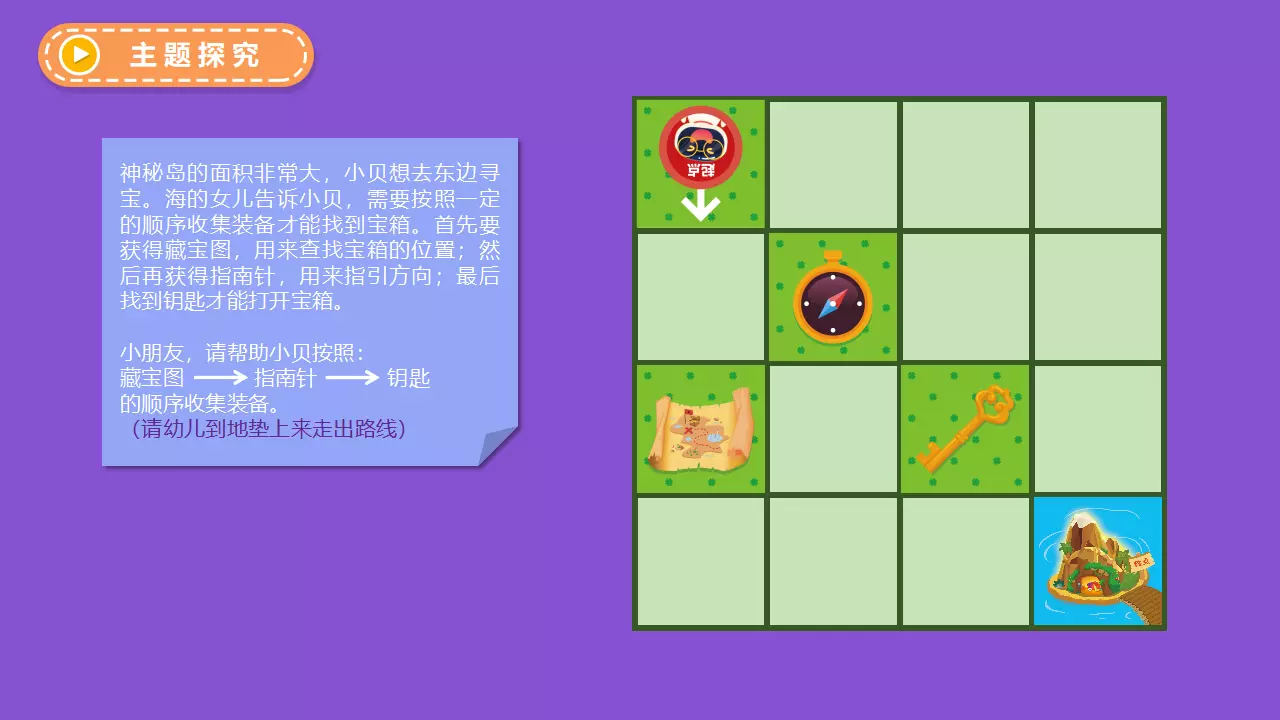 主题探究
神秘岛的面积非常大，小贝想去东边寻
宝。海的女儿告诉小贝，需要按照一定
的顺序收集装备才能找到宝箱。首先要
获得藏宝图，用来查找宝箱的位置；然
后再获得指南针，用来指引方向；最后
找到钥匙才能打开宝箱。
小朋友，请帮助小贝按照：
藏宝图 → 指南针 → 钥匙
的顺序收集装备。
（请幼儿到地垫上来走出路线）
起点
终点